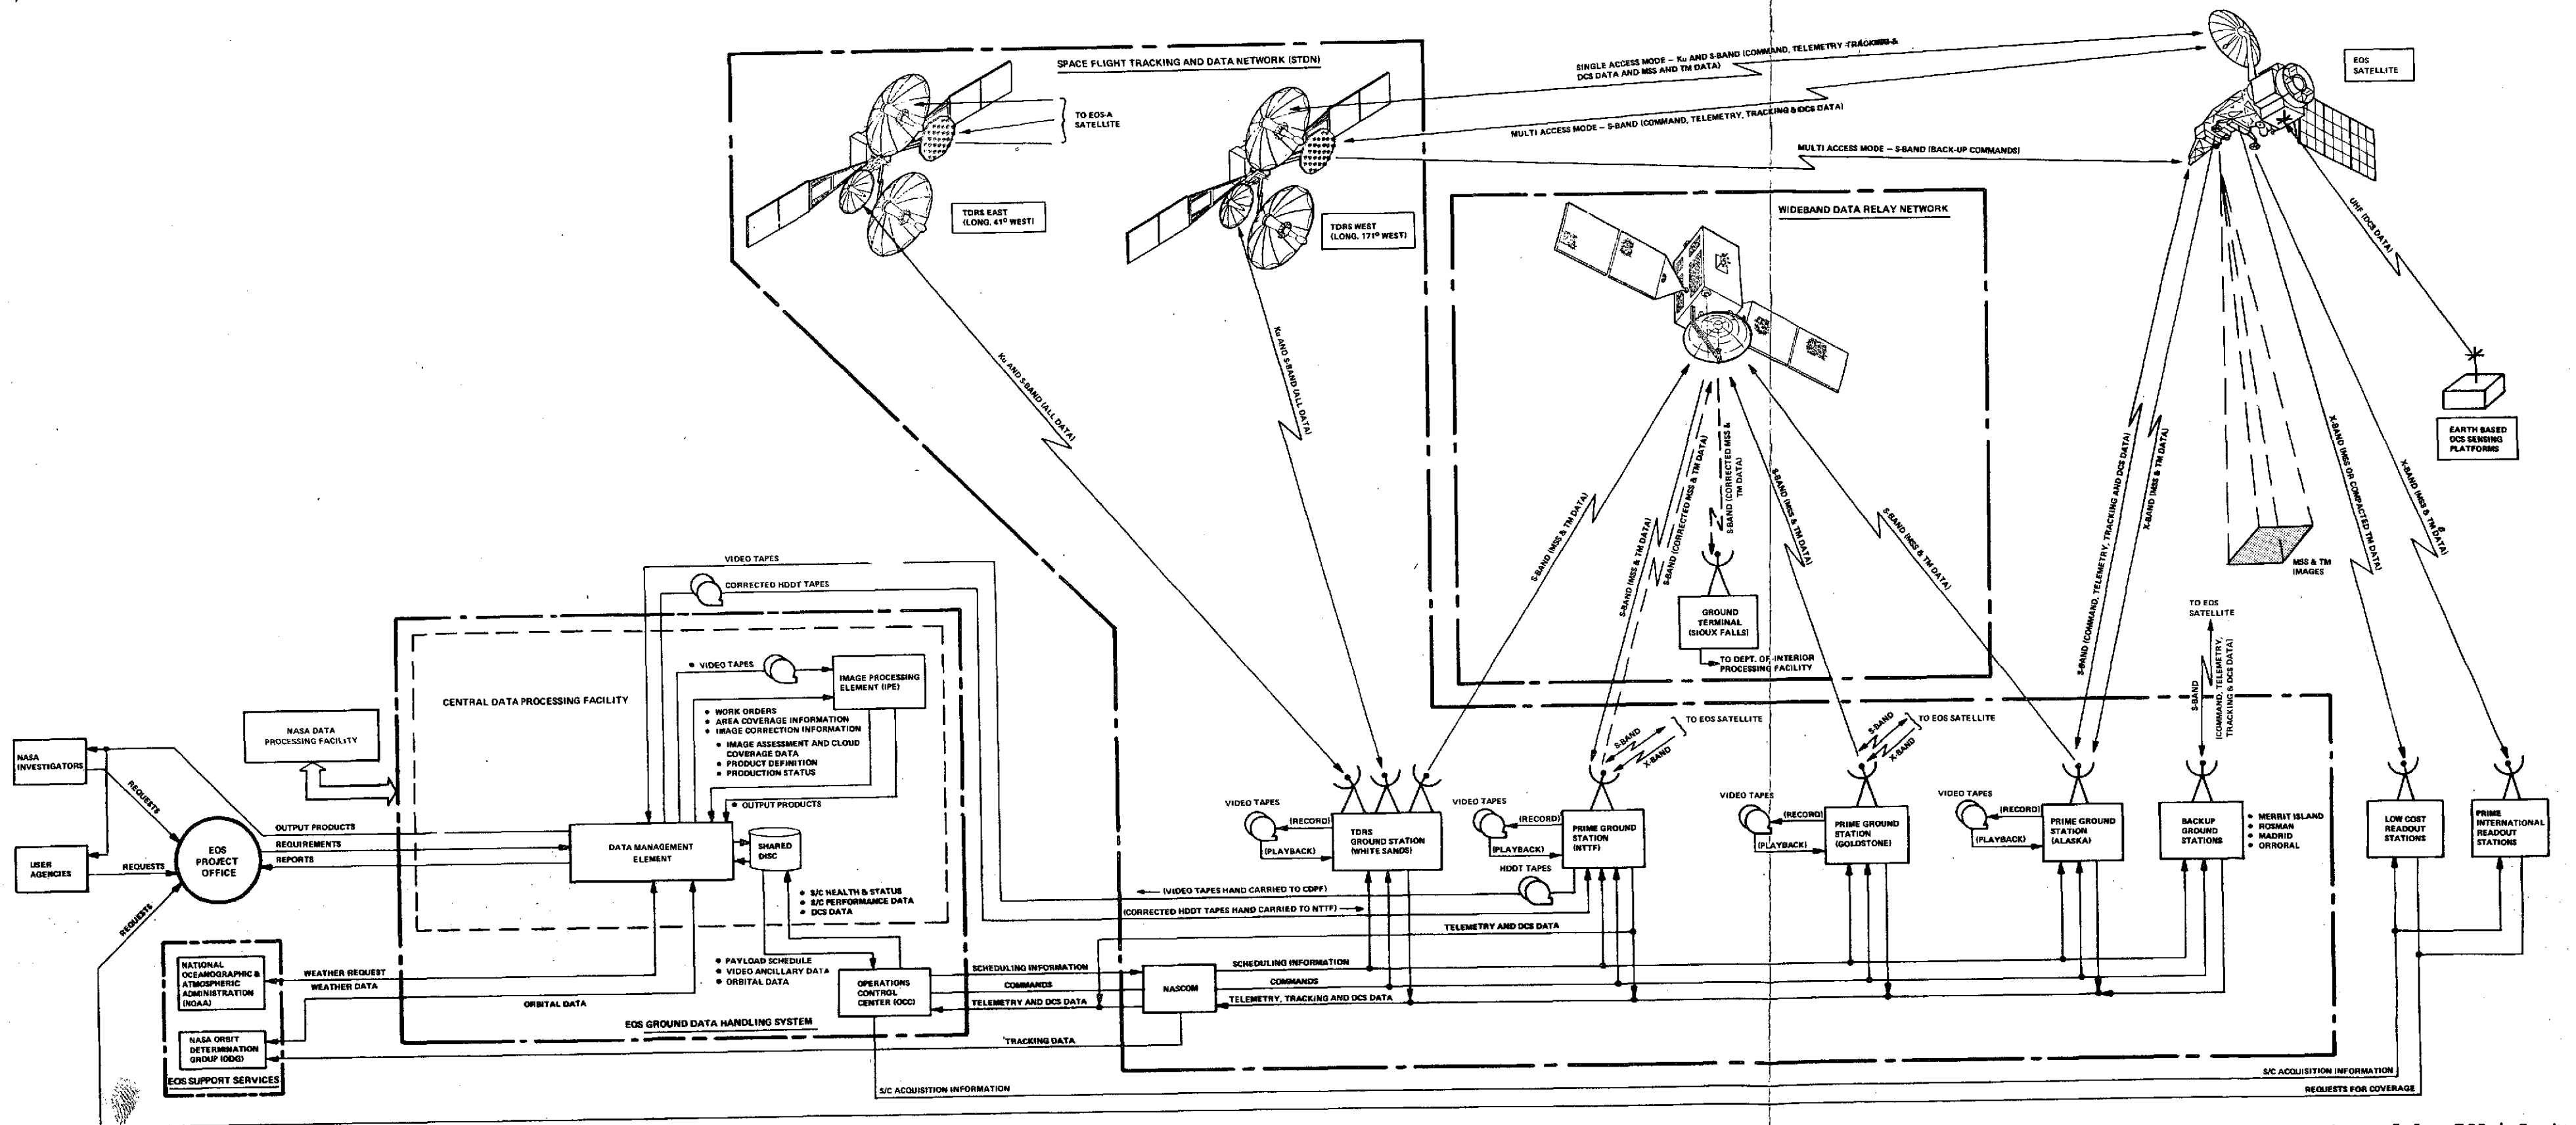 SPACE FLIGHT TRACKING AND DATA NETWORK (STDN)
SINGLE ACCESS MODE – Ku AND S-BAND (COMMAND, TELEMETRY TRACKING &
DCS DATA AND MSS AND TM DATA)
MULTI ACCESS MODE – S-BAND (COMMAND, TELEMETRY, TRACKING & DCS DATA)
MULTI ACCESS MODE – S-BAND (BACK-UP COMMANDS)
EOS
SATELLITE
TO EOS-A
SATELLITE
TDRS EAST
(LONG. 41° WEST)
TDRS WEST
(LONG. 171° WEST)
WIDEBAND DATA RELAY NETWORK
UHF (DCS DATA)
EARTH BASED
DCS SENSING
PLATFORMS
Ku AND S-BAND (ALL DATA)
Ku AND S-BAND (ALL DATA)
S-BAND (MSS & TM DATA)
S-BAND (MSS & TM DATA)
S-BAND (CORRECTED MSS & TM DATA)
S-BAND (CORRECTED MSS &
TM DATA)
S-BAND (MSS & TM DATA)
S-BAND (MSS & TM DATA)
S-BAND (COMMAND, TELEMETRY, TRACKING AND DCS DATA)
X-BAND (MSS & TM DATA)
X-BAND (MSS OR COMPACTED TM DATA)
X-BAND (MSS & TM DATA)
MSS & TM
IMAGES
GROUND
TERMINAL
(SIOUX FALLS)
TO DEPT. OF INTERIOR
PROCESSING FACILITY
TO EOS
SATELLITE
S-BAND
(COMMAND, TELEMETRY,
TRACKING & DCS DATA)
VIDEO TAPES
CORRECTED HDDT TAPES
CENTRAL DATA PROCESSING FACILITY
VIDEO TAPES
IMAGE PROCESSING
ELEMENT (IPE)
• WORK ORDERS
• AREA COVERAGE INFORMATION
• IMAGE CORRECTION INFORMATION
• IMAGE ASSESSMENT AND CLOUD
COVERAGE DATA
• PRODUCT DEFINITION
• PRODUCTION STATUS
• OUTPUT PRODUCTS
NASA DATA
PROCESSING FACILITY
NASA
INVESTIGATORS
REQUESTS
USER
AGENCIES
REQUESTS
REQUESTS
EOS
PROJECT
OFFICE
OUTPUT PRODUCTS
REQUIREMENTS
REPORTS
DATA MANAGEMENT
ELEMENT
SHARED
DISC
• S/C HEALTH & STATUS
• S/C PERFORMANCE DATA
• DCS DATA
• PAYLOAD SCHEDULE
• VIDEO ANCILLARY DATA
• ORBITAL DATA
OPERATIONS
CONTROL
CENTER (OCC)
EOS GROUND DATA HANDLING SYSTEM
NATIONAL
OCEANOGRAPHIC &
ATMOSPHERIC
ADMINISTRATION
(NOAA)
WEATHER REQUEST
WEATHER DATA
ORBITAL DATA
NASA ORBIT
DETERMINATION
GROUP (ODG)
EOS SUPPORT SERVICES
SCHEDULING INFORMATION
COMMANDS
TELEMETRY AND DCS DATA
TRACKING DATA
NASCOM
SCHEDULING INFORMATION
COMMANDS
TELEMETRY, TRACKING AND DCS DATA
TELEMETRY AND DCS DATA
(VIDEO TAPES HAND CARRIED TO CDPF)
(CORRECTED HDDT TAPES HAND CARRIED TO NTTF)
HDDT TAPES
VIDEO TAPES
(RECORD)
(PLAYBACK)
TDRS
GROUND STATION
(WHITE SANDS)
VIDEO TAPES
(RECORD)
(PLAYBACK)
PRIME GROUND
STATION
(NTTF)
S-BAND
X-BAND
TO EOS SATELLITE
VIDEO TAPES
(RECORD)
(PLAYBACK)
PRIME GROUND
STATION
(GOLDSTONE)
S-BAND
X-BAND
TO EOS SATELLITE
VIDEO TAPES
(RECORD)
(PLAYBACK)
PRIME GROUND
STATION
(ALASKA)
BACKUP
GROUND
STATIONS
• MERRIT ISLAND
• ROSMAN
• MADRID
• ORRORAL
LOW COST
READOUT
STATIONS
PRIME
INTERNATIONAL
READOUT
STATIONS
S/C ACQUISITION INFORMATION
S/C ACQUISITION INFORMATION
REQUESTS FOR COVERAGE